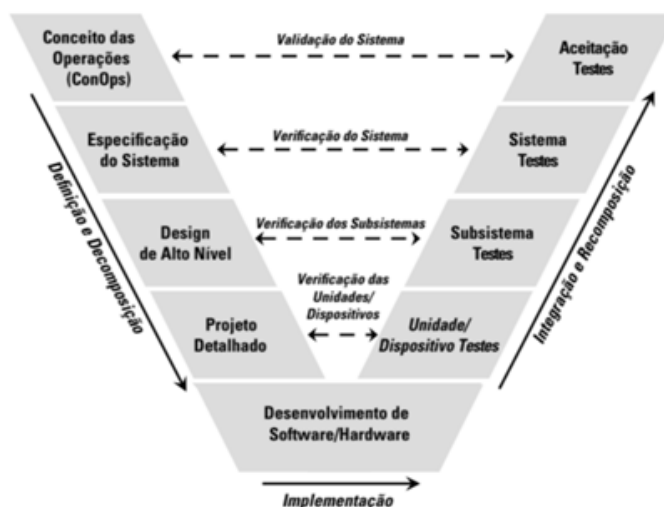 Conceito das
Operações
(ConOps)
Validação do Sistema
Aceitação
Testes
Especificação
do Sistema
Verificação do Sistema
Sistema
Testes
Definição e Decomposição
Integração e Recomposição
Design
de Alto Nível
Verificação dos Subsistemas
Subsistema
Testes
Projeto
Detalhado
Verificação das
Unidades/
Dispositivos
Unidade/
Dispositivo Testes
Desenvolvimento de
Software/Hardware
Implementação